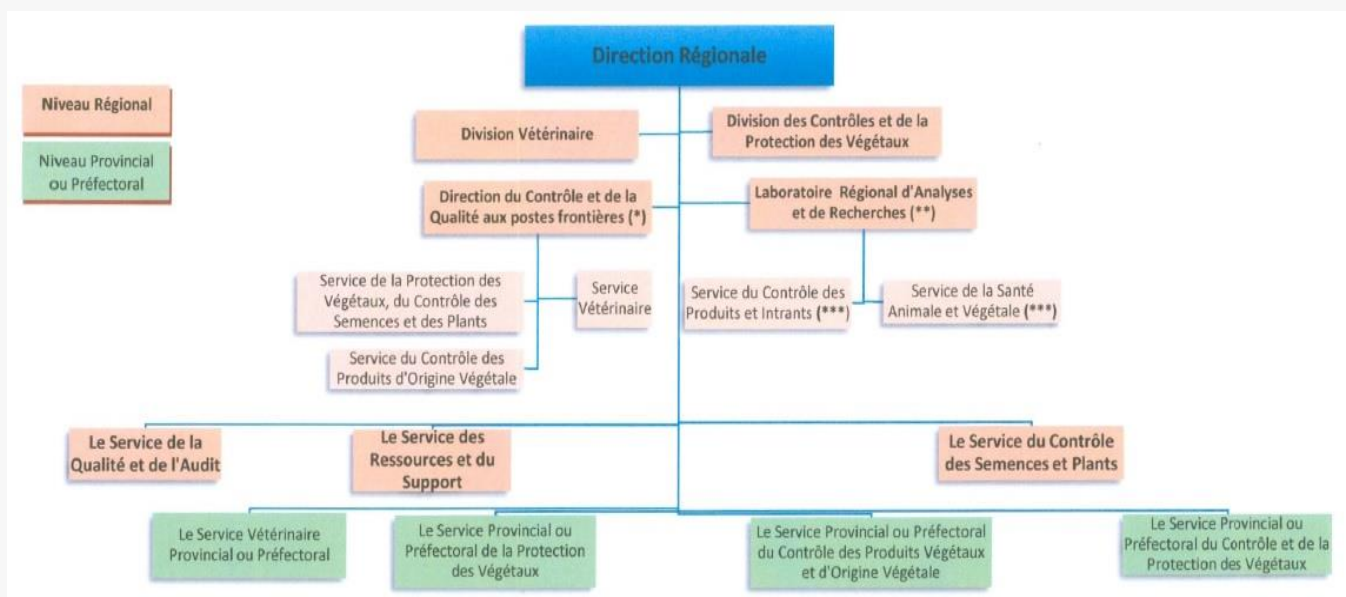 Direction Régionale
Niveau Régional
Niveau Provincial
ou Préfectoral
Division Vétérinaire
Division des Contrôles et de la
Protection des Végétaux
Direction du Contrôle et de la
Qualité aux postes frontières (*)
Laboratoire Régional d'Analyses
et de Recherches (**)
Service de la Protection des
Végétaux, du Contrôle des
Semences et des Plants
Service
Vétérinaire
Service du Contrôle des
Produits et Intrants (***)
Service de la Santé
Animale et Végétale (***)
Service du Contrôle des
Produits d'Origine Végétale
Le Service de la
Qualité et de l'Audit
Le Service des
Ressources et du
Support
Le Service du Contrôle
des Semences et Plants
Le Service Vétérinaire
Provincial ou Préfectoral
Le Service Provincial ou
Préfectoral de la Protection
des Végétaux
Le Service Provincial ou Préfectoral
du Contrôle des Produits Végétaux
et d'Origine Végétale
Le Service Provincial ou
Préfectoral du Contrôle et de la
Protection des Végétaux